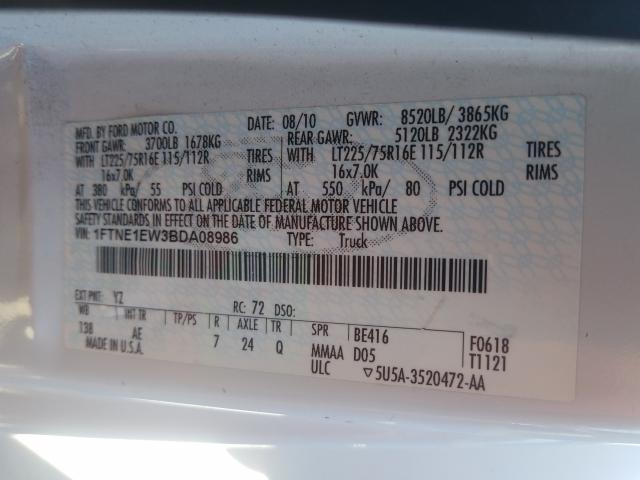 MFD. BY FORD MOTOR CO. DATE: 08/10 GVWR: 8520LB/ 3865KG
FRONT GAWR: 3700LB 1678KG REAR GAWR: 5120LB 2322KG
WITH LT225/75R16E 115/112R TIRES WITH LT225/75R16E 115/112R TIRES
16x7.0K RIMS 16x7.0K RIMS
AT 380 kPa/ 55 PSI COLD AT 550 kPa/ 80 PSI COLD
THIS VEHICLE CONFORMS TO ALL APPLICABLE FEDERAL MOTOR VEHICLE
SAFETY STANDARDS IN EFFECT ON THE DATE OF MANUFACTURE SHOWN ABOVE.
VIN: 1FTNE1EW3BDA08986 TYPE: Truck
EXT PNT: YZ RC: 72 DSO:
WB INT TR TP/PS R AXLE TR SPR BE416 F0618
138 AE 7 24 Q MMAA D05 T1121
MADE IN U.S.A. ULC ▽5U5A-3520472-AA